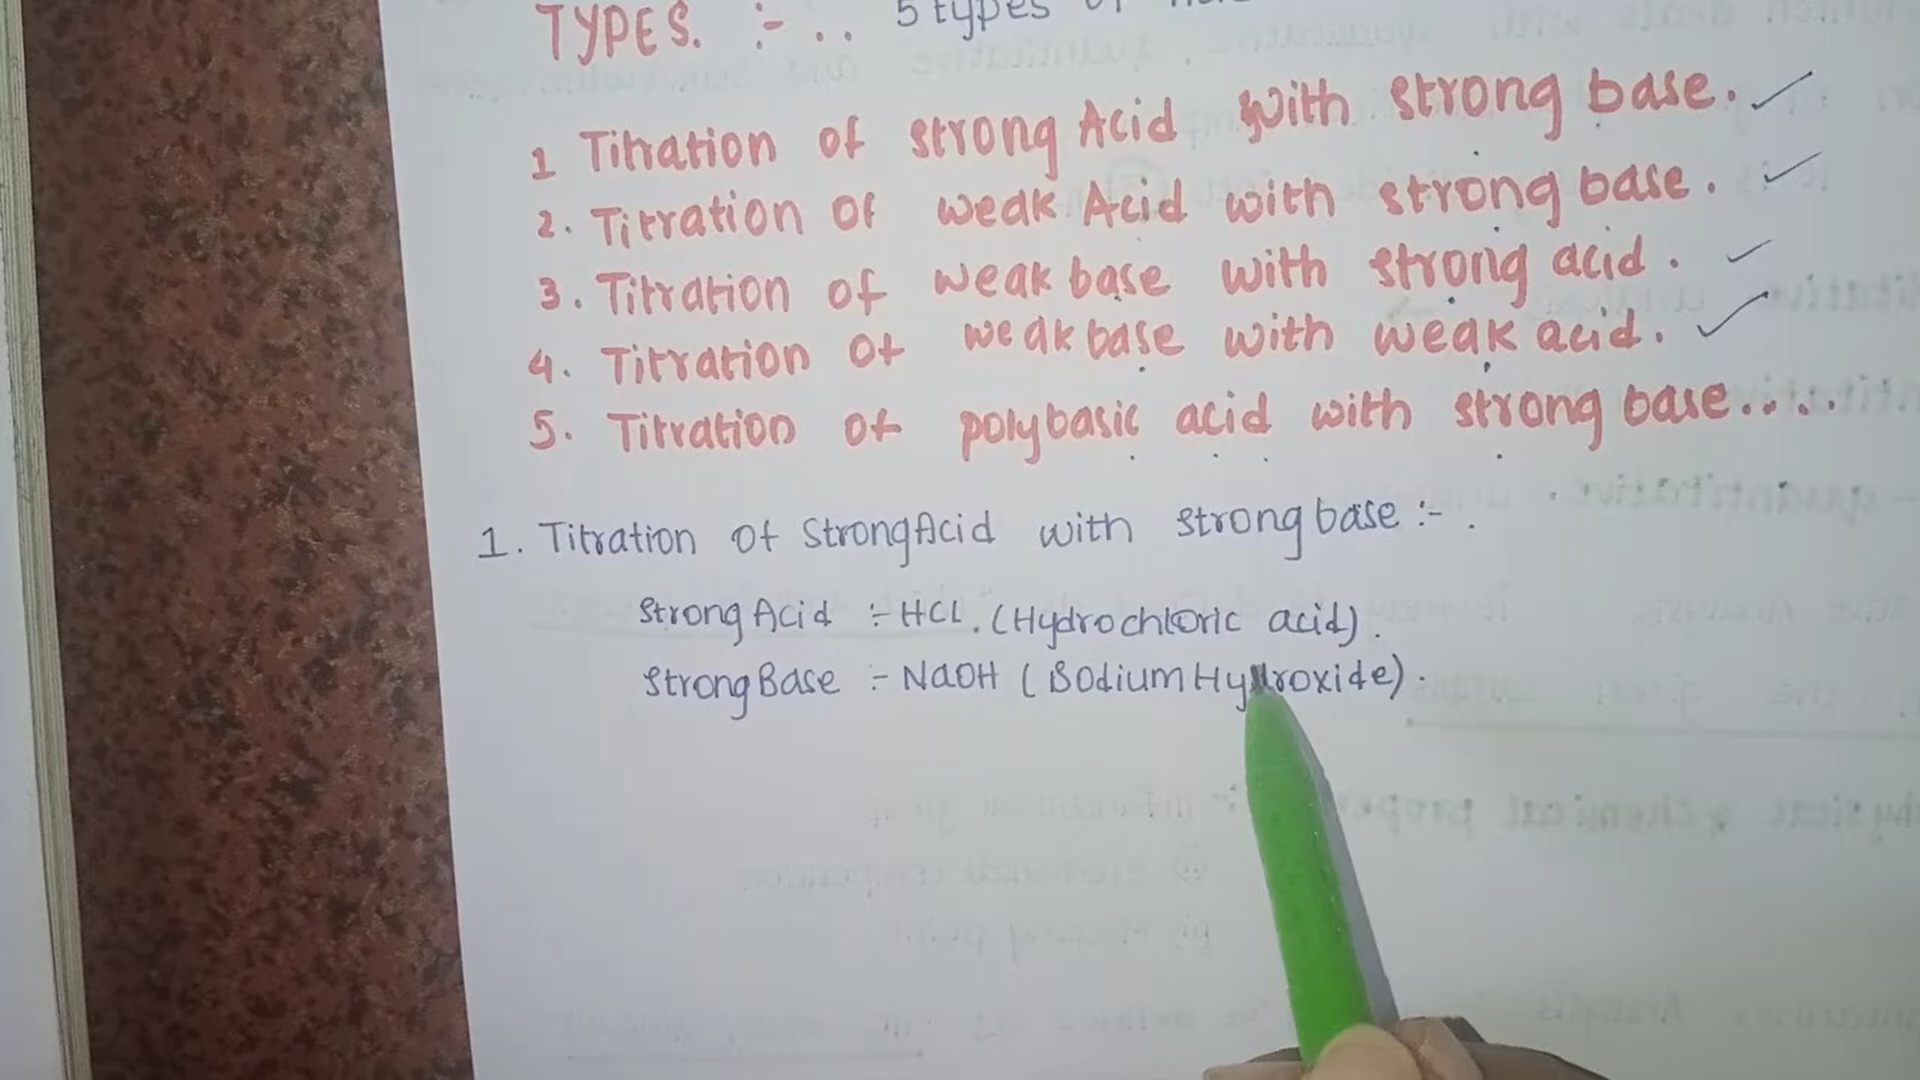 TYPES. :- .. 5 types of
1 Titration of strong Acid with strong base.
2. Titration of weak Acid with strong base.
3. Titration of weak base with strong acid.
4. Titration of weak base with weak acid.
5. Titration of polybasic acid with strong base.....
1. Titration of Strong Acid with strong base :- .
Strong Acid :- HCL. (Hydrochloric acid).
Strong Base :- NaOH (Sodium Hydroxide).